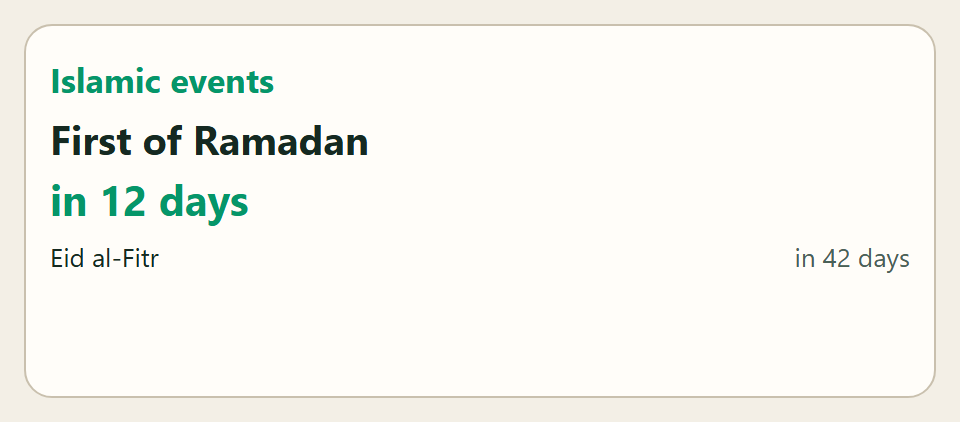 Islamic events
First of Ramadan
in 12 days
Eid al-Fitr in 42 days